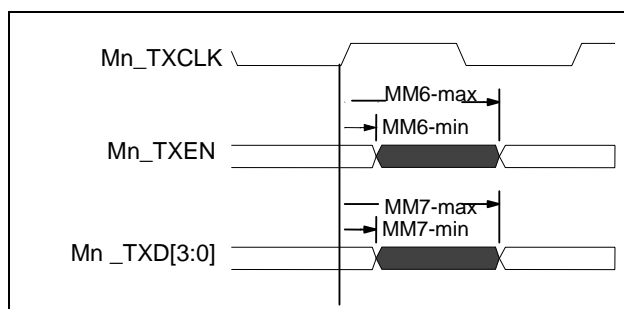 Mn_TXCLK
MM6-max
MM6-min
Mn_TXEN
MM7-max
MM7-min
Mn _TXD[3:0]